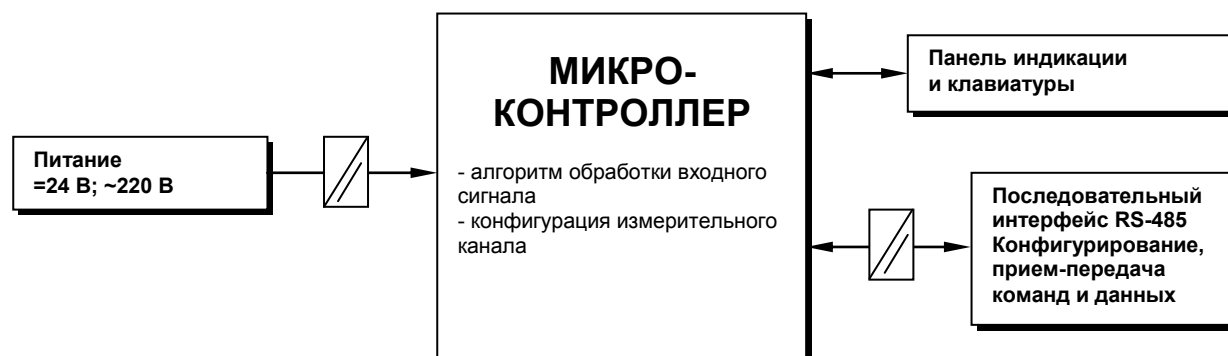 Питание
=24 В; ~220 В
МИКРО-
КОНТРОЛЛЕР
- алгоритм обработки входного
сигнала
- конфигурация измерительного
канала
Панель индикации
и клавиатуры
Последовательный
интерфейс RS-485
Конфигурирование,
прием-передача
команд и данных